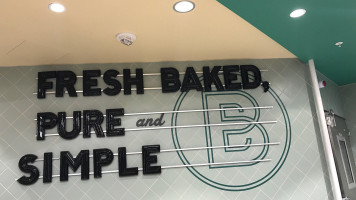 FRESH BAKED,
PURE and
SIMPLE
B